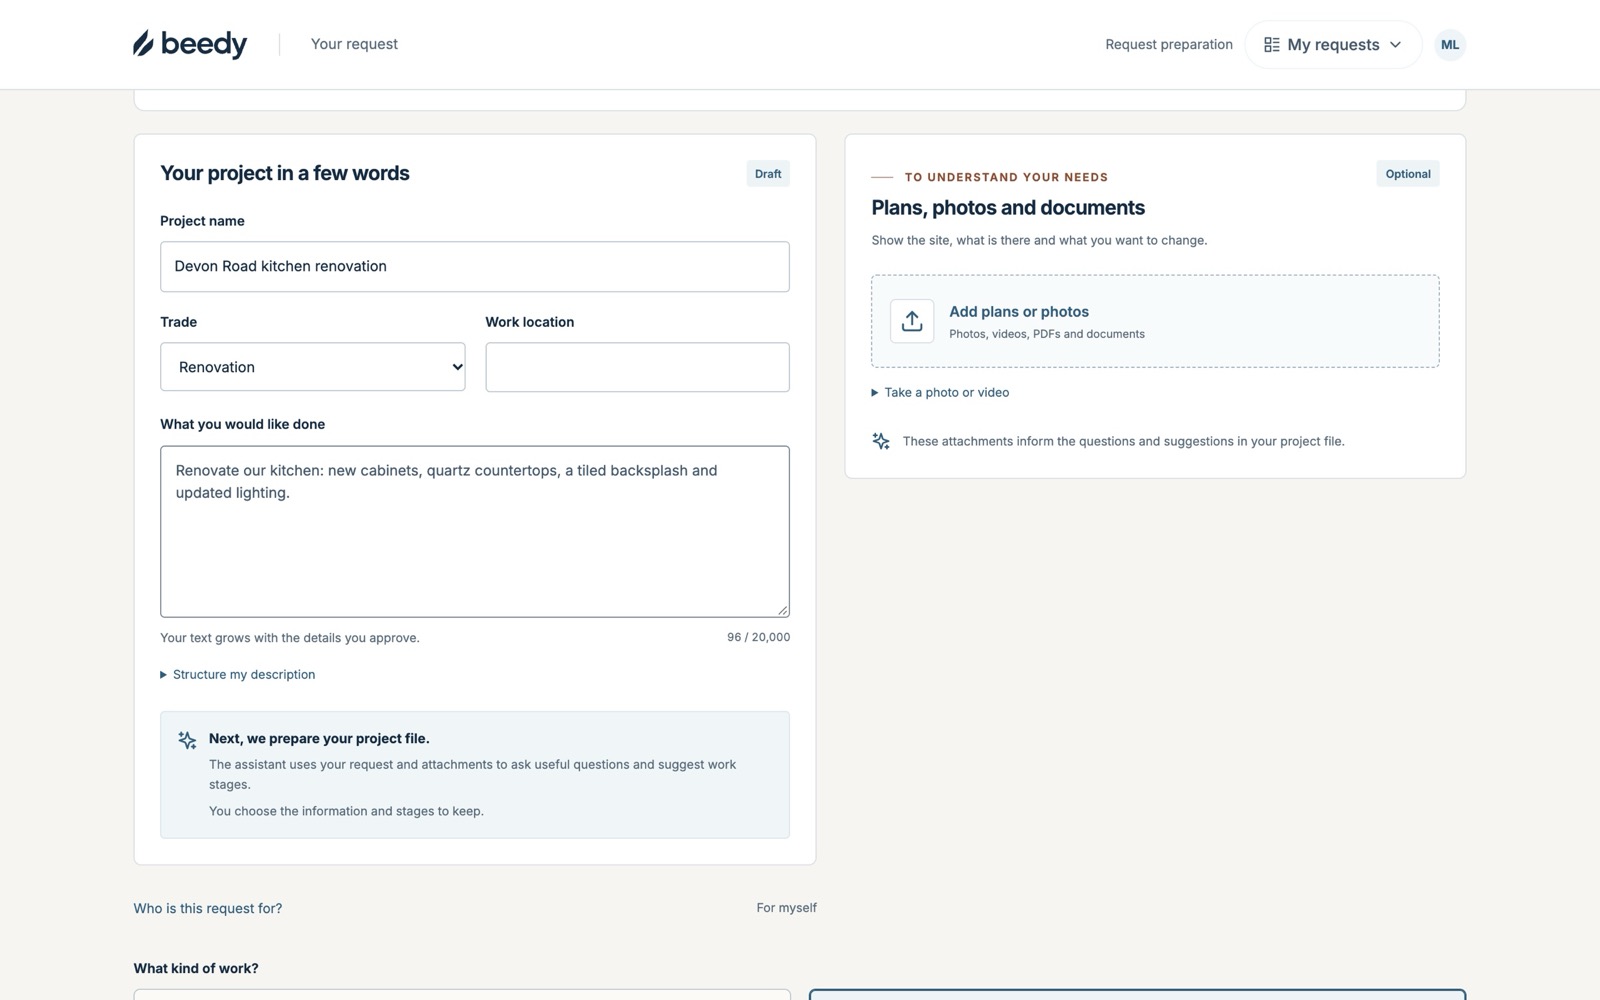 beedy
Your request
Request preparation
My requests
ML
Your project in a few words
Draft
Project name
Devon Road kitchen renovation
Trade
Work location
Renovation
What you would like done
Renovate our kitchen: new cabinets, quartz countertops, a tiled backsplash and
updated lighting.
Your text grows with the details you approve.
96 / 20,000
Structure my description
Next, we prepare your project file.
The assistant uses your request and attachments to ask useful questions and suggest work
stages.
You choose the information and stages to keep.
TO UNDERSTAND YOUR NEEDS
Optional
Plans, photos and documents
Show the site, what is there and what you want to change.
Add plans or photos
Photos, videos, PDFs and documents
Take a photo or video
These attachments inform the questions and suggestions in your project file.
Who is this request for?
For myself
What kind of work?